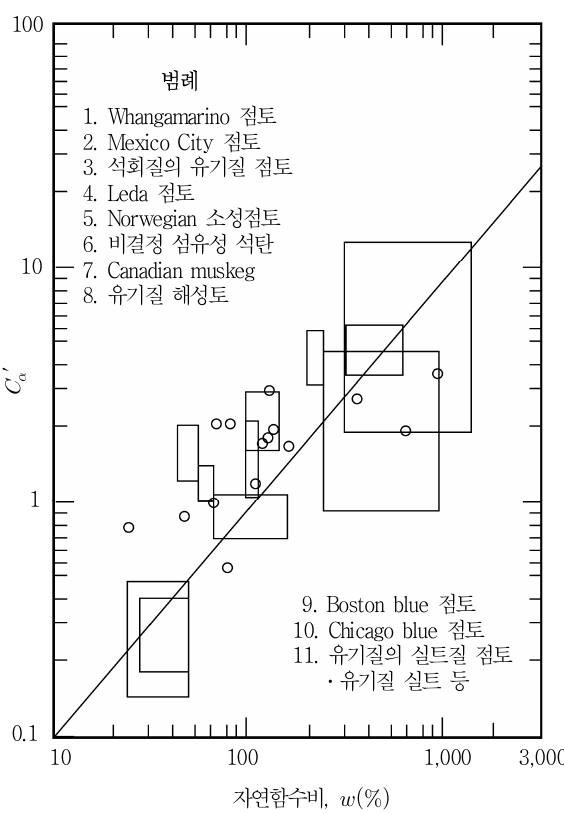 100
범례
1. Whangamarino 점토
2. Mexico City 점토
3. 석회질의 유기질 점토
4. Leda 점토
5. Norwegian 소성점토
6. 비결정 섬유성 석탄
7. Canadian muskeg
8. 유기질 해성토
10
C'α
1
9. Boston blue 점토
10. Chicago blue 점토
11. 유기질의 실트질 점토
· 유기질 실트 등
0.1
10 100 1,000 3,000
자연함수비, w(%)